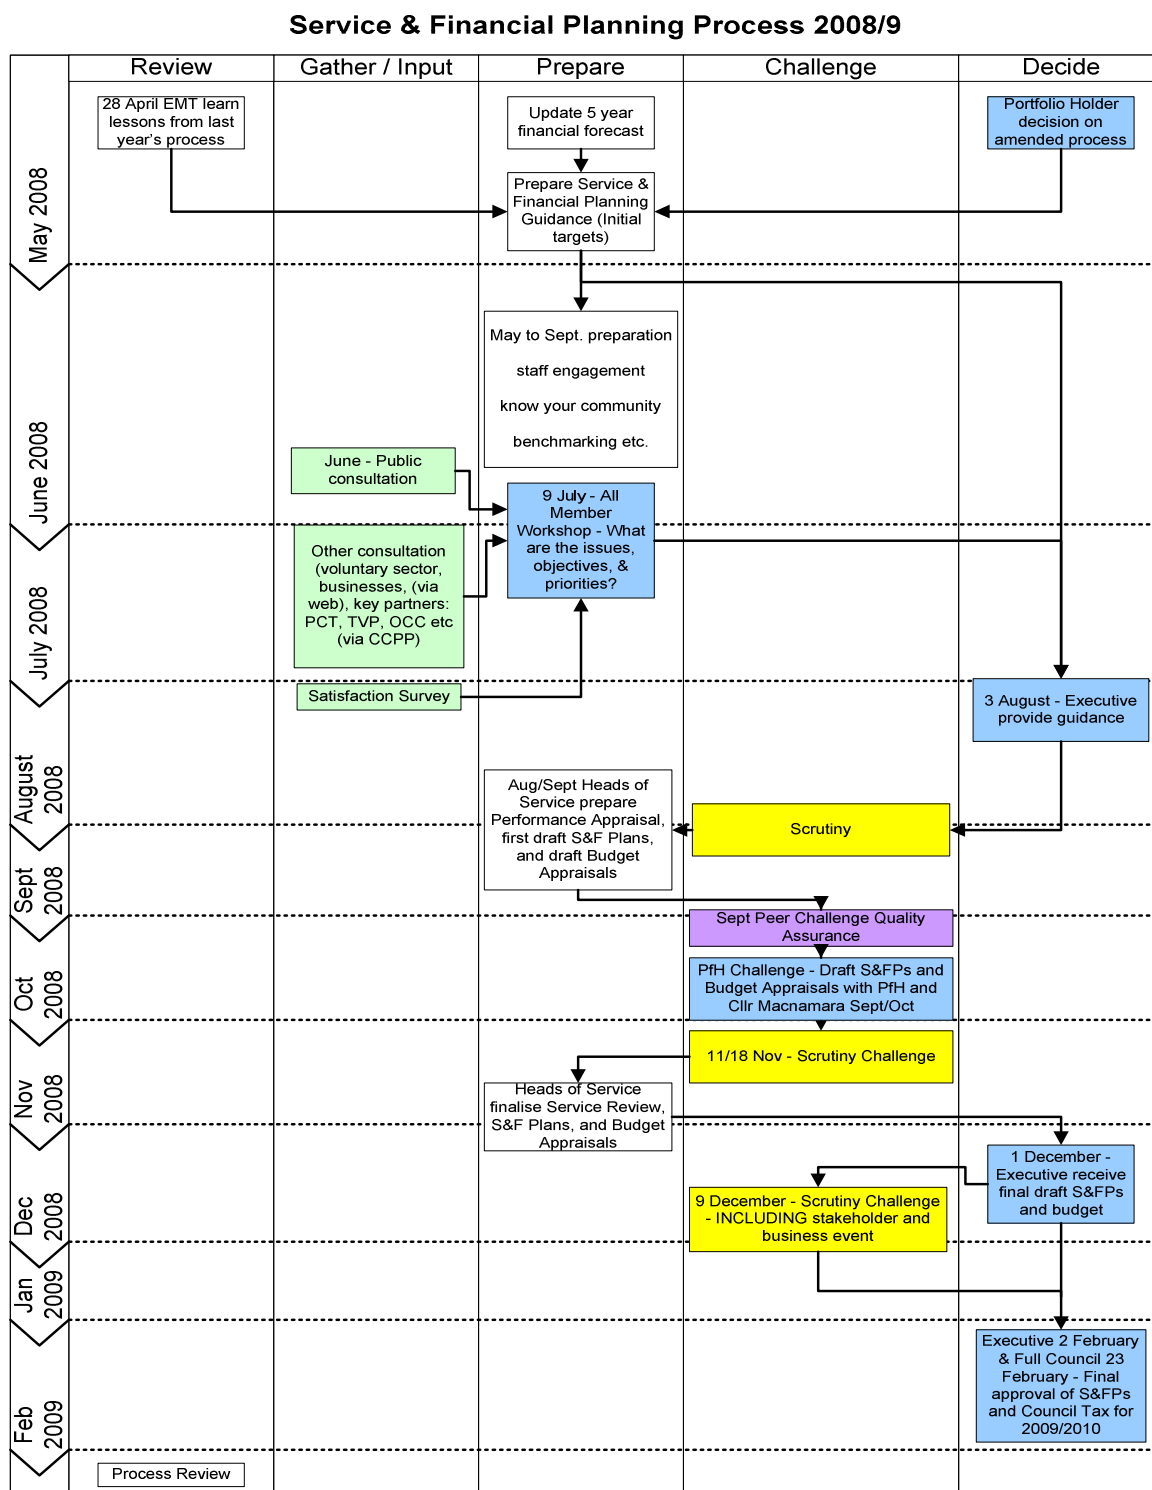 Service & Financial Planning Process 2008/9
Review
Gather / Input
Prepare
Challenge
Decide
May 2008
28 April EMT learn
lessons from last
year's process
Update 5 year
financial forecast
Portfolio Holder
decision on
amended process
Prepare Service &
Financial Planning
Guidance (Initial
targets)
June 2008
May to Sept. preparation
staff engagement
know your community
benchmarking etc.
June - Public
consultation
9 July - All
Member
Workshop - What
are the issues,
objectives, &
priorities?
July 2008
Other consultation
(voluntary sector,
businesses, (via
web), key partners:
PCT, TVP, OCC etc
(via CCPP)
Satisfaction Survey
3 August - Executive
provide guidance
August
2008
Aug/Sept Heads of
Service prepare
Performance Appraisal,
first draft S&F Plans,
and draft Budget
Appraisals
Scrutiny
Sept
2008
Sept Peer Challenge Quality
Assurance
Oct
2008
PfH Challenge - Draft S&FPs and
Budget Appraisals with PfH and
Cllr Macnamara Sept/Oct
Nov
2008
11/18 Nov - Scrutiny Challenge
Heads of Service
finalise Service Review,
S&F Plans, and Budget
Appraisals
Dec
2008
1 December -
Executive receive
final draft S&FPs
and budget
9 December - Scrutiny Challenge
- INCLUDING stakeholder and
business event
Jan
2009
Feb
2009
Executive 2 February
& Full Council 23
February - Final
approval of S&FPs
and Council Tax for
2009/2010
Process Review